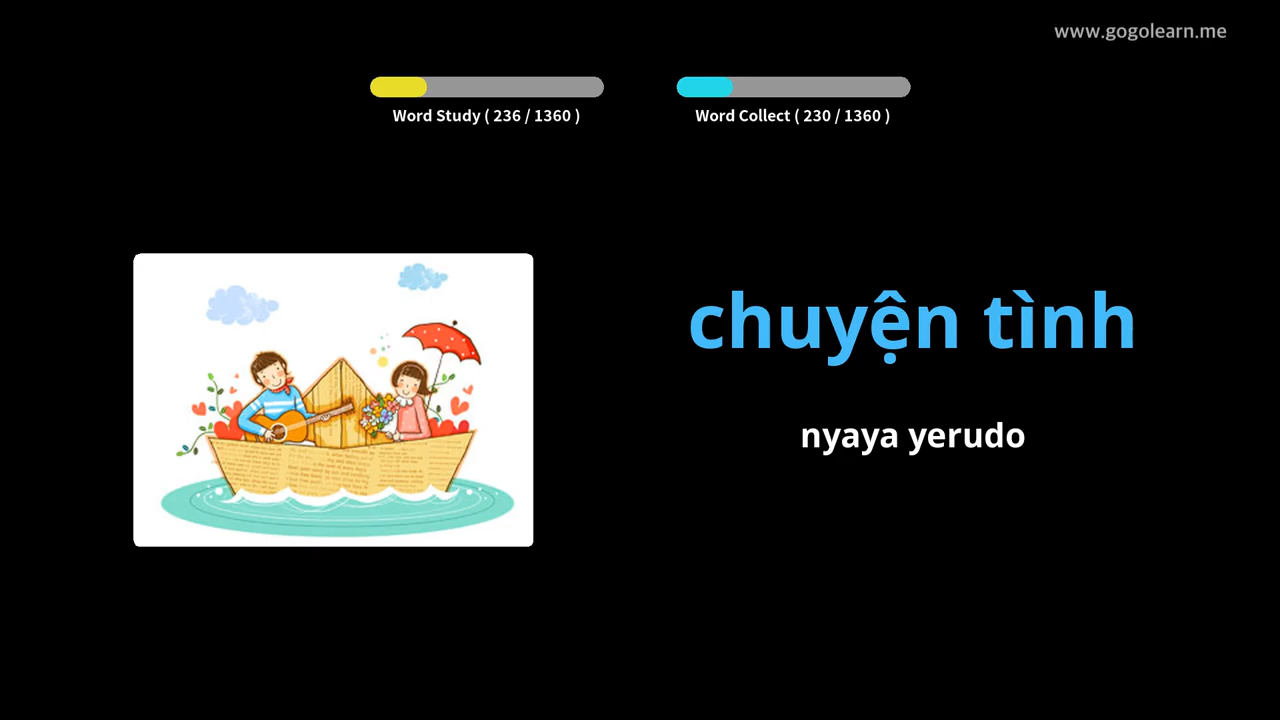 www.gogolearn.me
Word Study ( 236 / 1360 )
Word Collect ( 230 / 1360 )
chuyện tình
nyaya yerudo